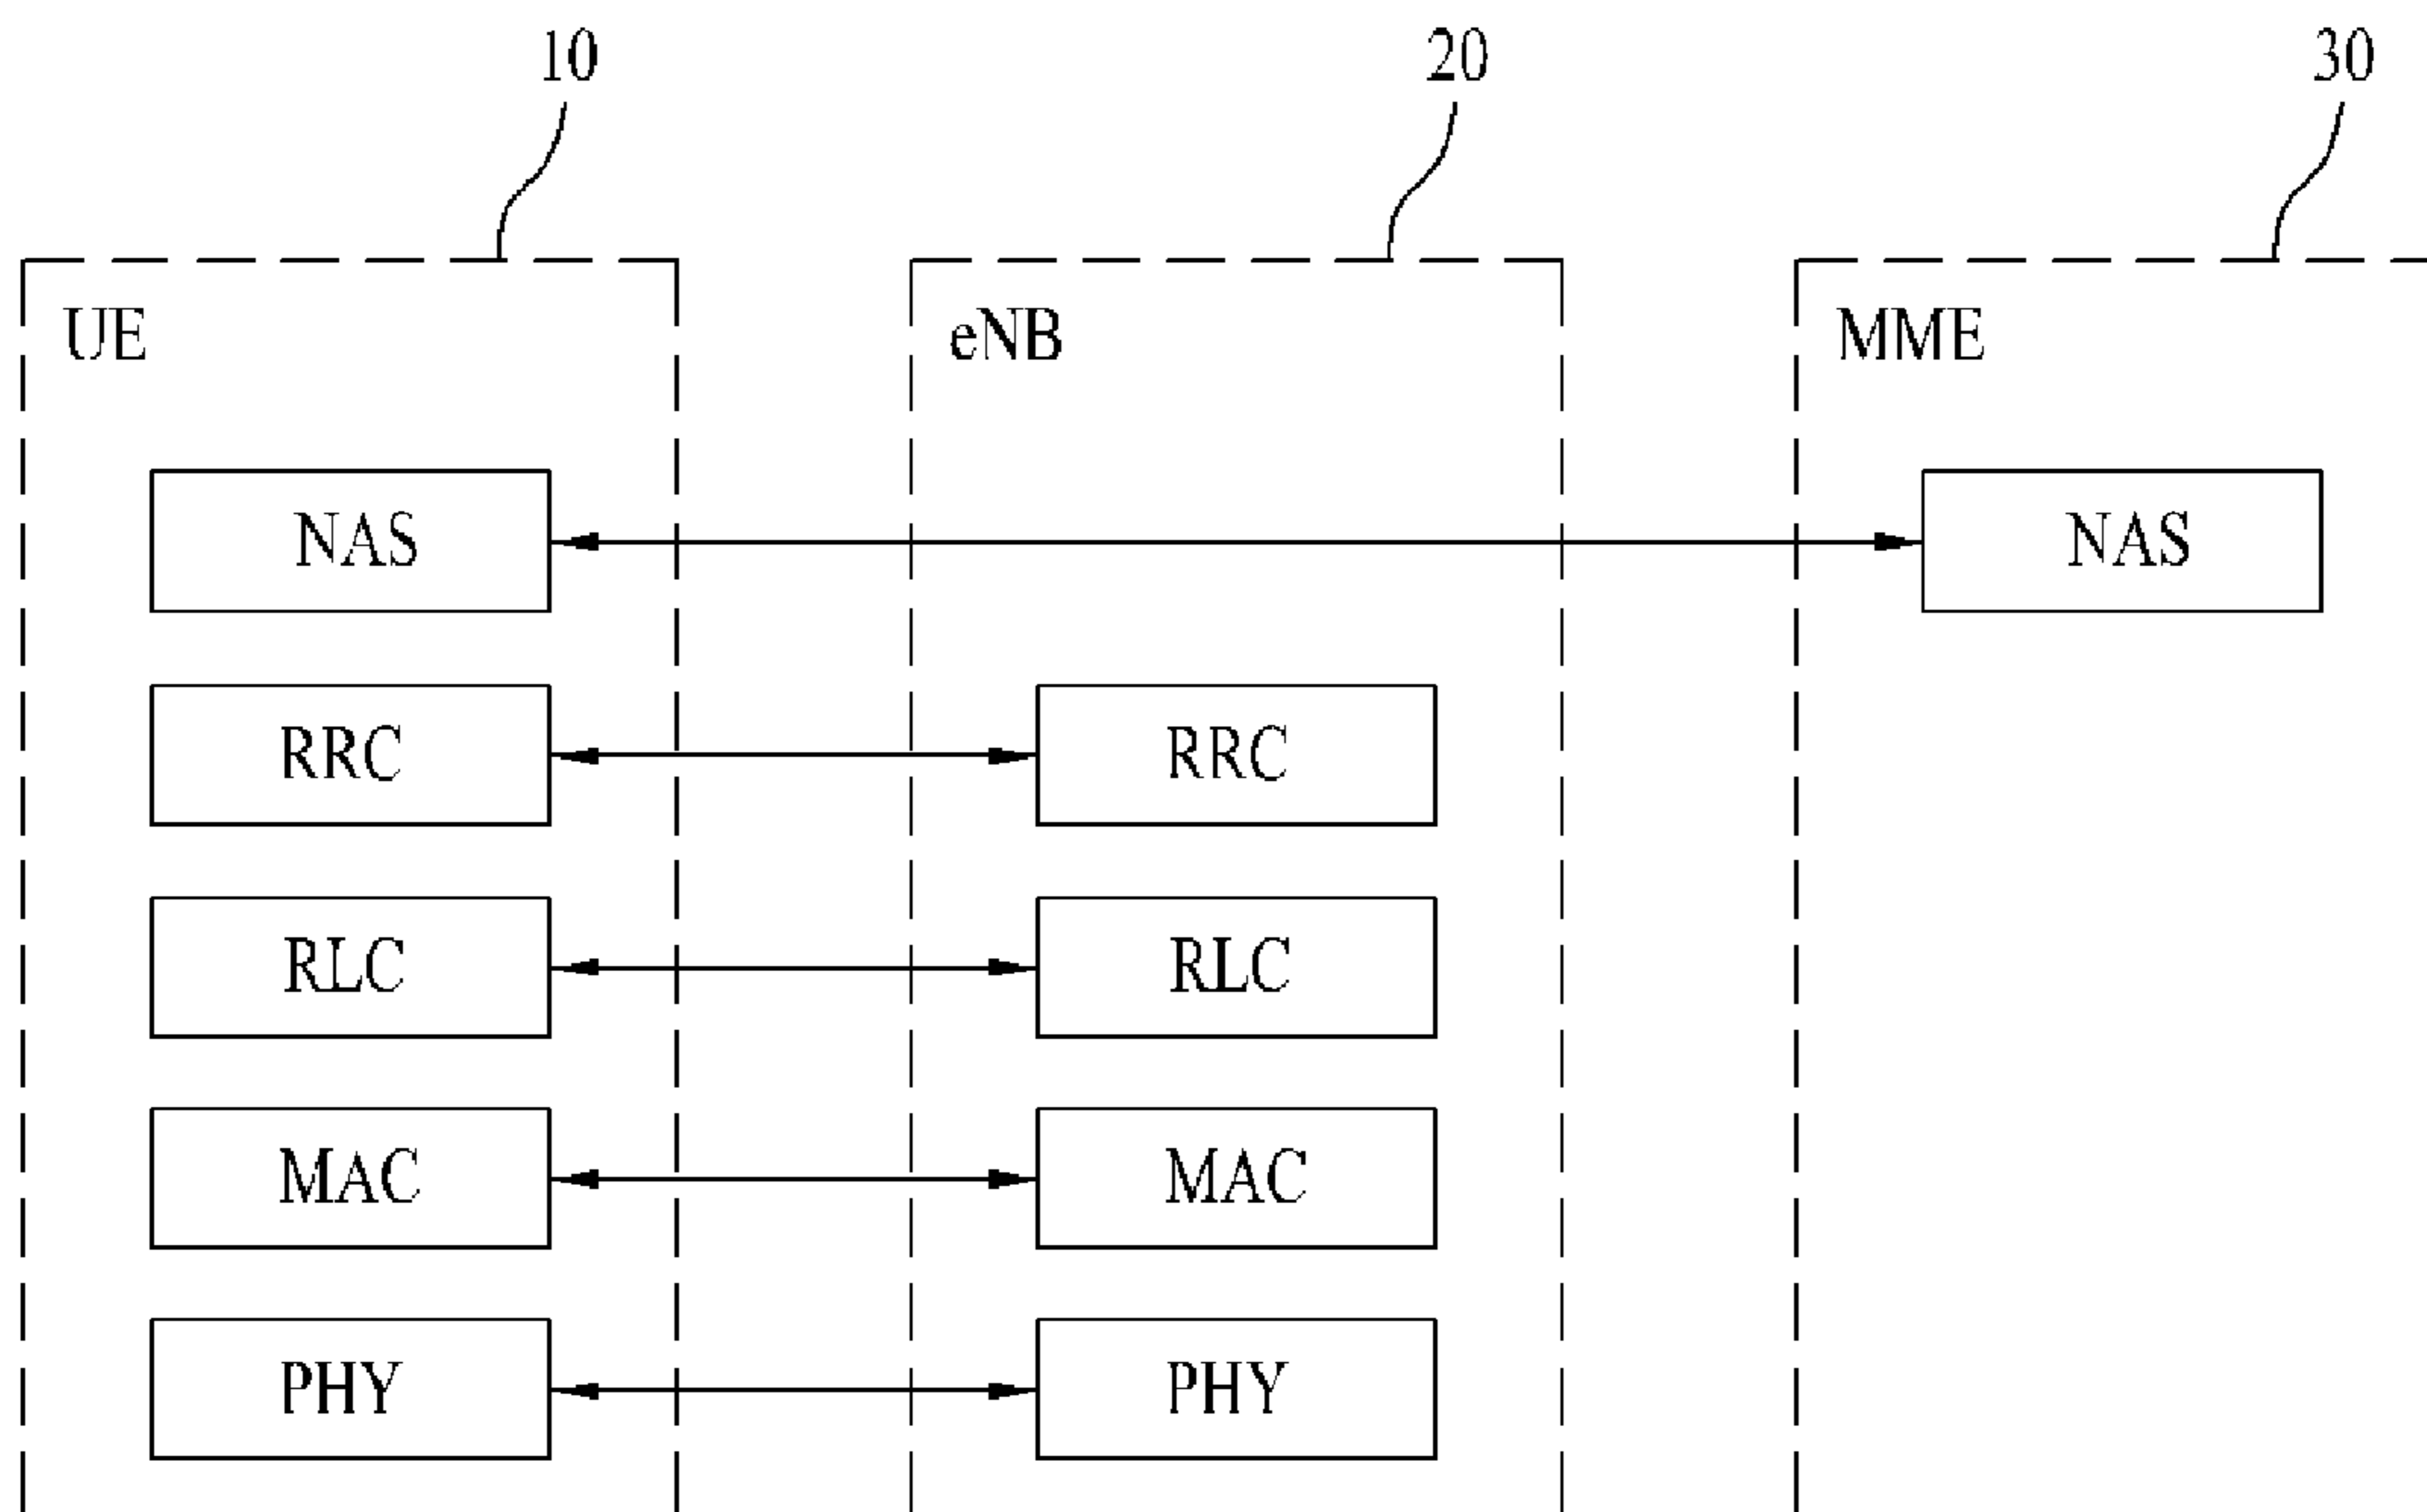 10 20 30
UE eNB MME
NAS NAS
RRC RRC
RLC RLC
MAC MAC
PHY PHY